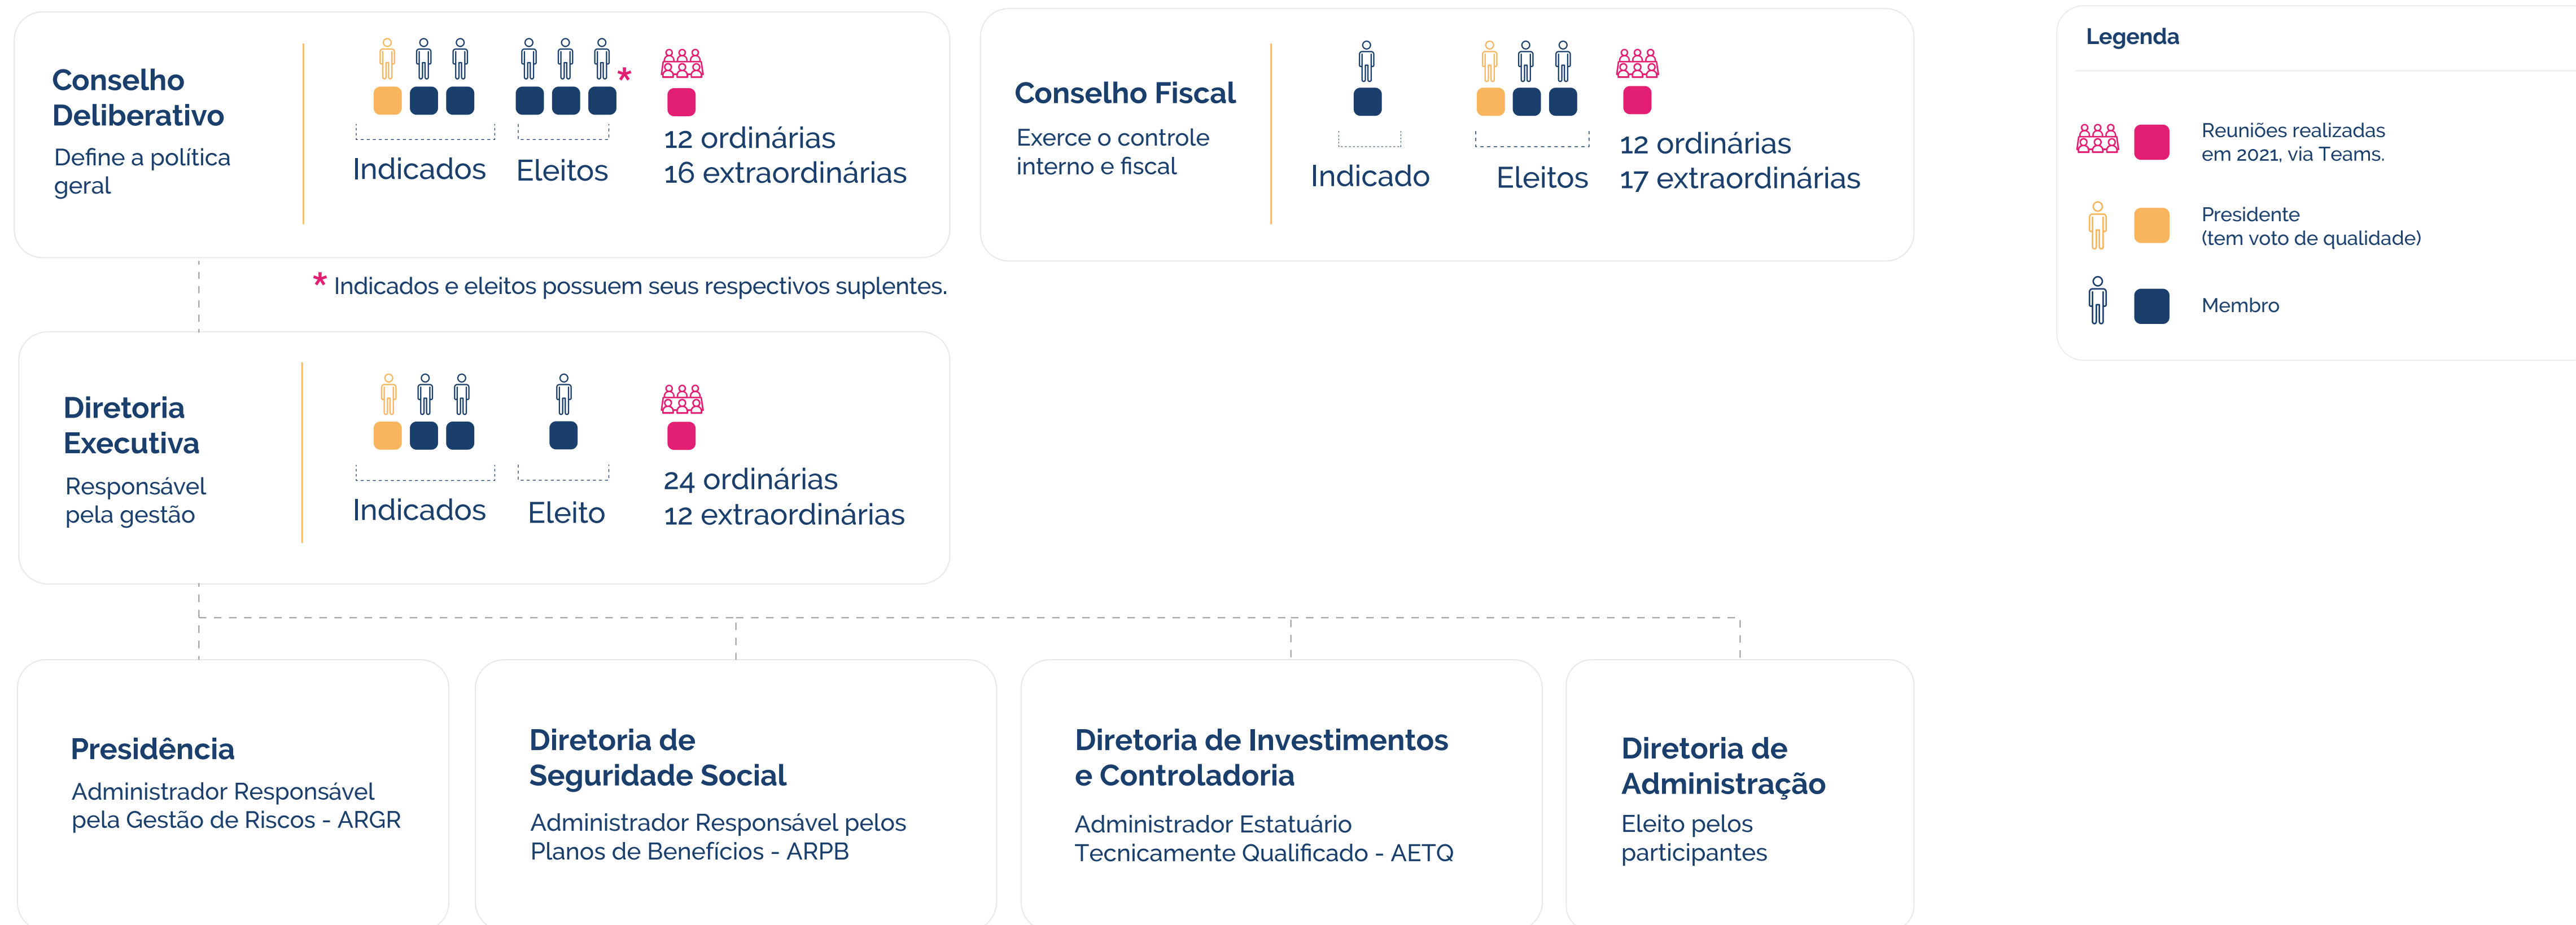 Conselho
Deliberativo
Define a política
geral
Indicados
Eleitos
*
12 ordinárias
16 extraordinárias
* Indicados e eleitos possuem seus respectivos suplentes.
Conselho Fiscal
Exerce o controle
interno e fiscal
Indicado
Eleitos
12 ordinárias
17 extraordinárias
Legenda
Reuniões realizadas
em 2021, via Teams.
Presidente
(tem voto de qualidade)
Membro
Diretoria
Executiva
Responsável
pela gestão
Indicados
Eleito
24 ordinárias
12 extraordinárias
Presidência
Administrador Responsável
pela Gestão de Riscos - ARGR
Diretoria de
Seguridade Social
Administrador Responsável pelos
Planos de Benefícios - ARPB
Diretoria de Investimentos
e Controladoria
Administrador Estatuário
Tecnicamente Qualificado - AETQ
Diretoria de
Administração
Eleito pelos
participantes